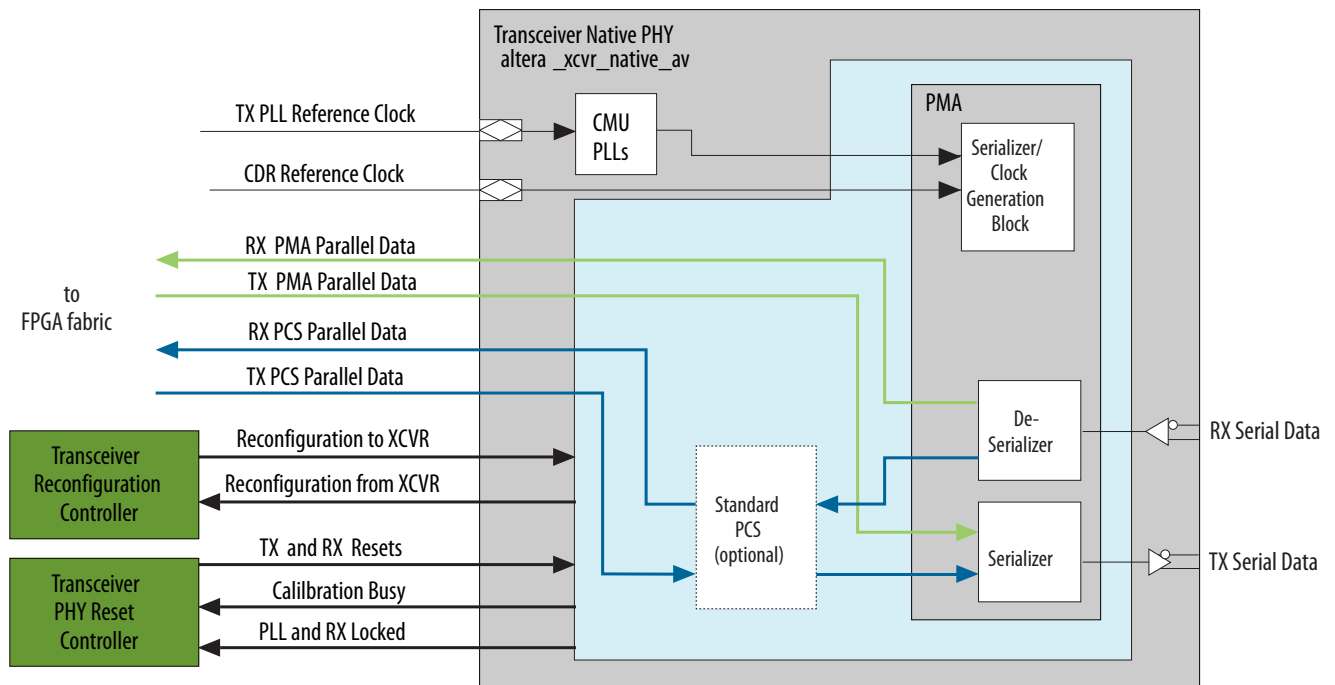 Transceiver Native PHY
altera _xcvr_native_av
TX PLL Reference Clock
CMU
PLLs
PMA
Serializer/
Clock
Generation
Block
CDR Reference Clock
RX PMA Parallel Data
TX PMA Parallel Data
to
FPGA fabric
RX PCS Parallel Data
TX PCS Parallel Data
Transceiver
Reconfiguration
Controller
Reconfiguration to XCVR
Reconfiguration from XCVR
Standard
PCS
(optional)
De-
Serializer
RX Serial Data
Transceiver
PHY Reset
Controller
TX and RX Resets
Calilbration Busy
PLL and RX Locked
Serializer
TX Serial Data